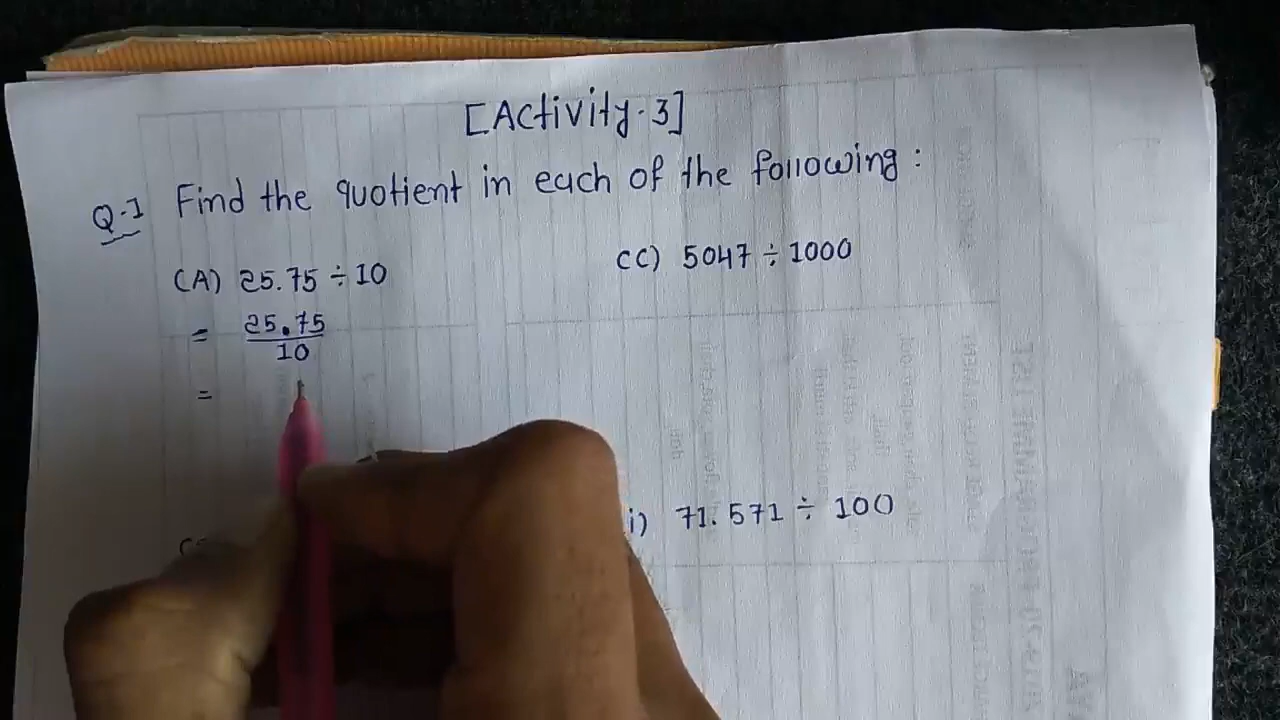 [Activity-3]
Q-1 Find the quotient in each of the following :
(A) 25.75 ÷ 10
= 25.75
10
=
(C) 5047 ÷ 1000
i) 71.571 ÷ 100